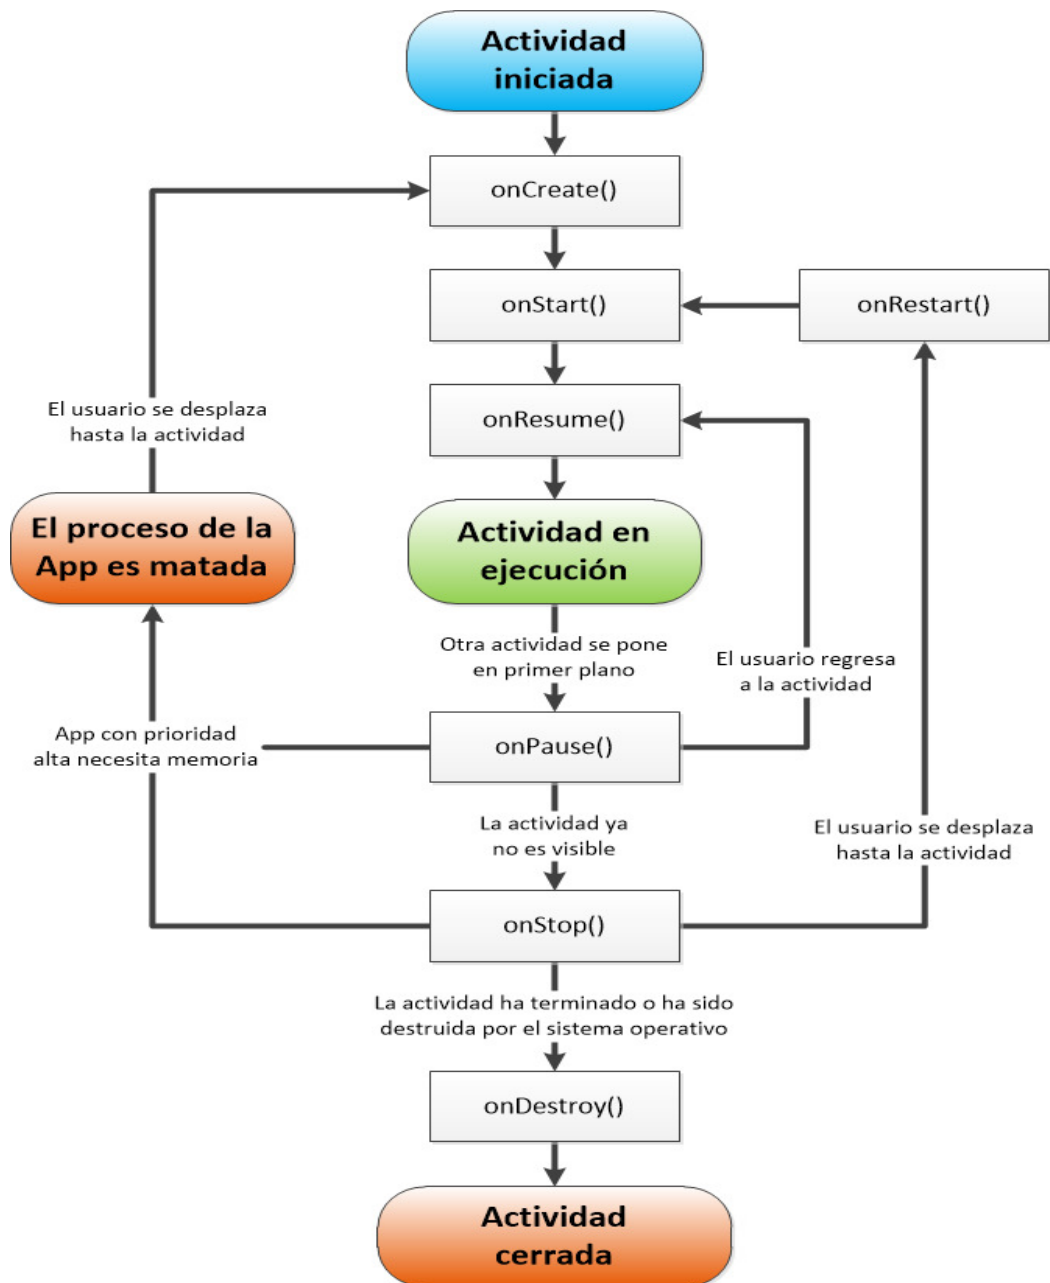 Actividad
iniciada
onCreate()
onStart()
onRestart()
onResume()
El usuario se desplaza
hasta la actividad
El proceso de la
App es matada
Actividad en
ejecución
Otra actividad se pone
en primer plano
El usuario regresa
a la actividad
App con prioridad
alta necesita memoria
onPause()
La actividad ya
no es visible
El usuario se desplaza
hasta la actividad
onStop()
La actividad ha terminado o ha sido
destruida por el sistema operativo
onDestroy()
Actividad
cerrada